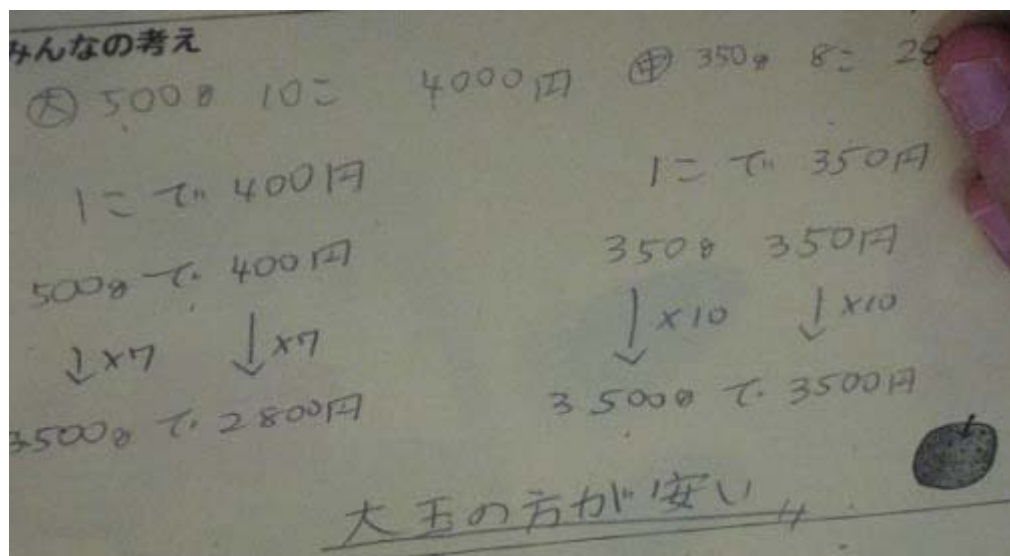 みんなの考え
㊅ 500g 10こ 4000円
1こで 400円
500gで 400円
↓×7 ↓×7
3500gで 2800円
㊥ 350g 8こ 28
1こで 350円
350g 350円
↓×10 ↓×10
3500gで 3500円
大玉の方が安い